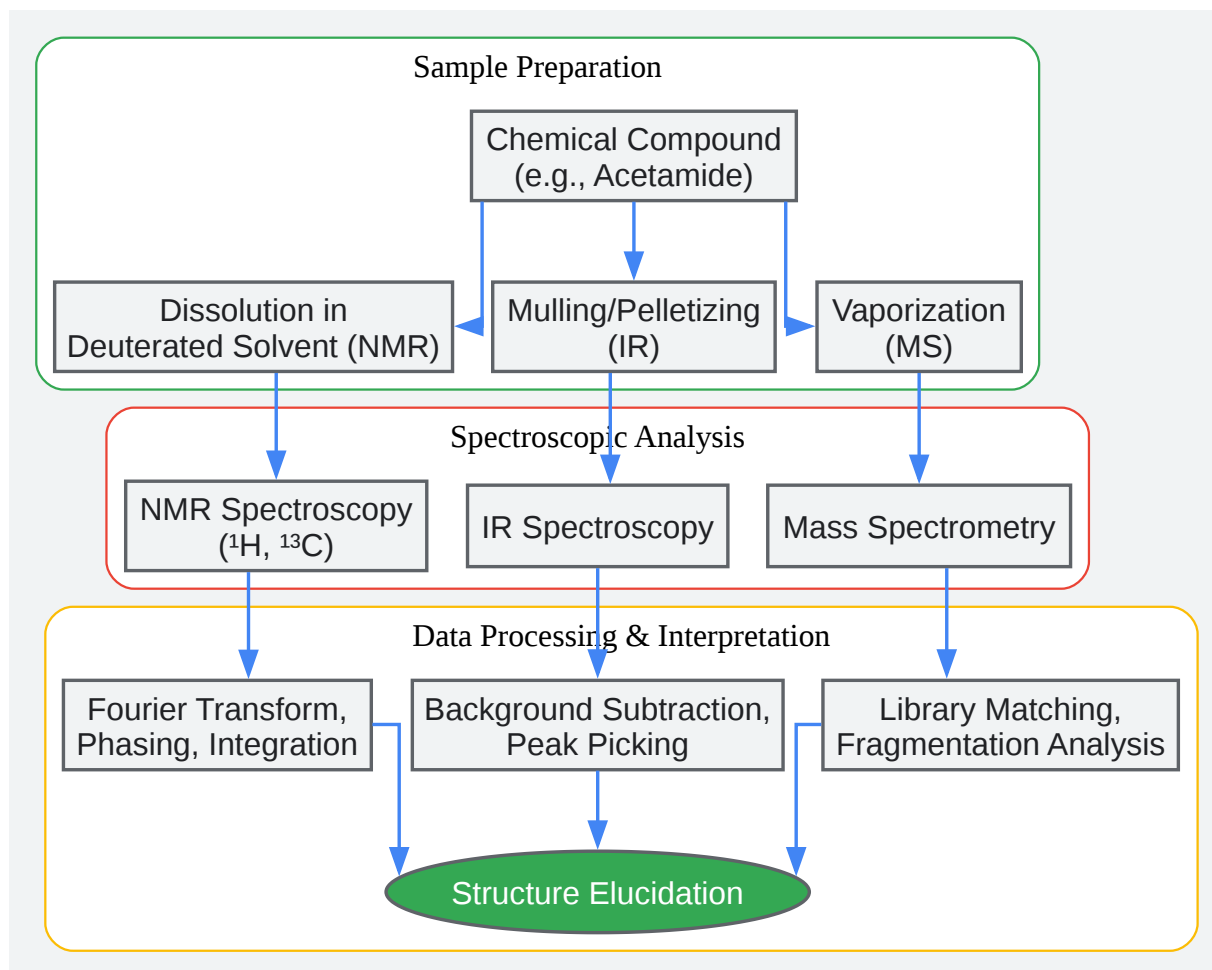 Sample Preparation
Chemical Compound
(e.g., Acetamide)
Dissolution in
Deuterated Solvent (NMR)
Mulling/Pelletizing
(IR)
Vaporization
(MS)
Spectroscopic Analysis
NMR Spectroscopy
(¹H, ¹³C)
IR Spectroscopy
Mass Spectrometry
Data Processing & Interpretation
Fourier Transform,
Phasing, Integration
Background Subtraction,
Peak Picking
Library Matching,
Fragmentation Analysis
Structure Elucidation